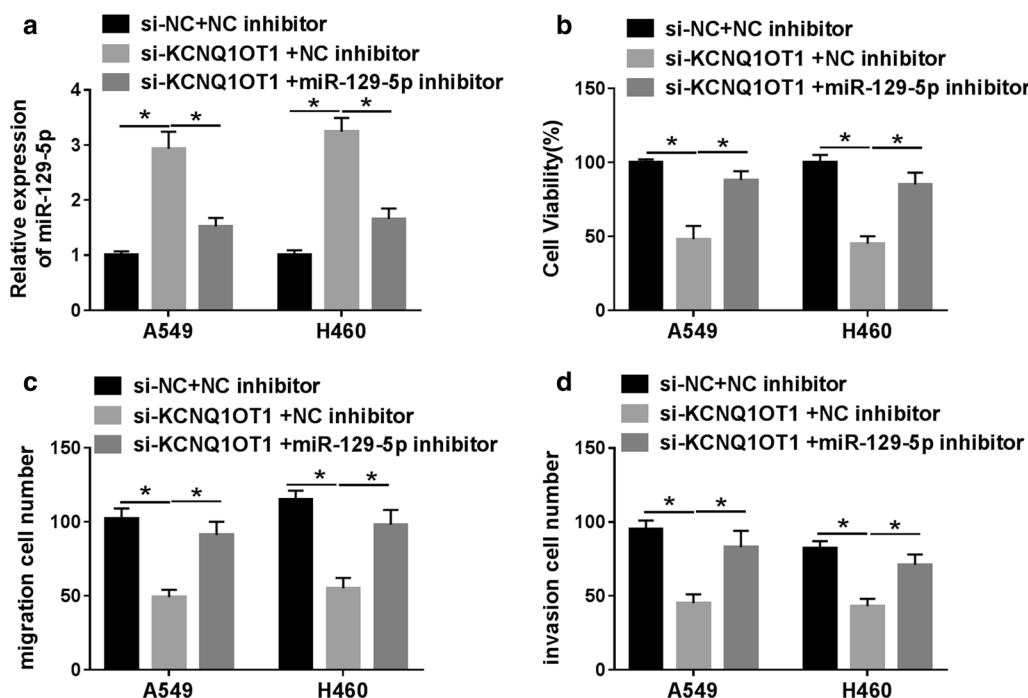 a
si-NC+NC inhibitor
si-KCNQ1OT1 +NC inhibitor
si-KCNQ1OT1 +miR-129-5p inhibitor
Relative expression
of miR-129-5p
4
3
2
1
0
* * * *
A549 H460
b
si-NC+NC inhibitor
si-KCNQ1OT1 +NC inhibitor
si-KCNQ1OT1 +miR-129-5p inhibitor
Cell Viability(%)
150
100
50
0
* * * *
A549 H460
c
si-NC+NC inhibitor
si-KCNQ1OT1 +NC inhibitor
si-KCNQ1OT1 +miR-129-5p inhibitor
migration cell number
150
100
50
0
* * * *
A549 H460
d
si-NC+NC inhibitor
si-KCNQ1OT1 +NC inhibitor
si-KCNQ1OT1 +miR-129-5p inhibitor
invasion cell number
150
100
50
0
* * * *
A549 H460